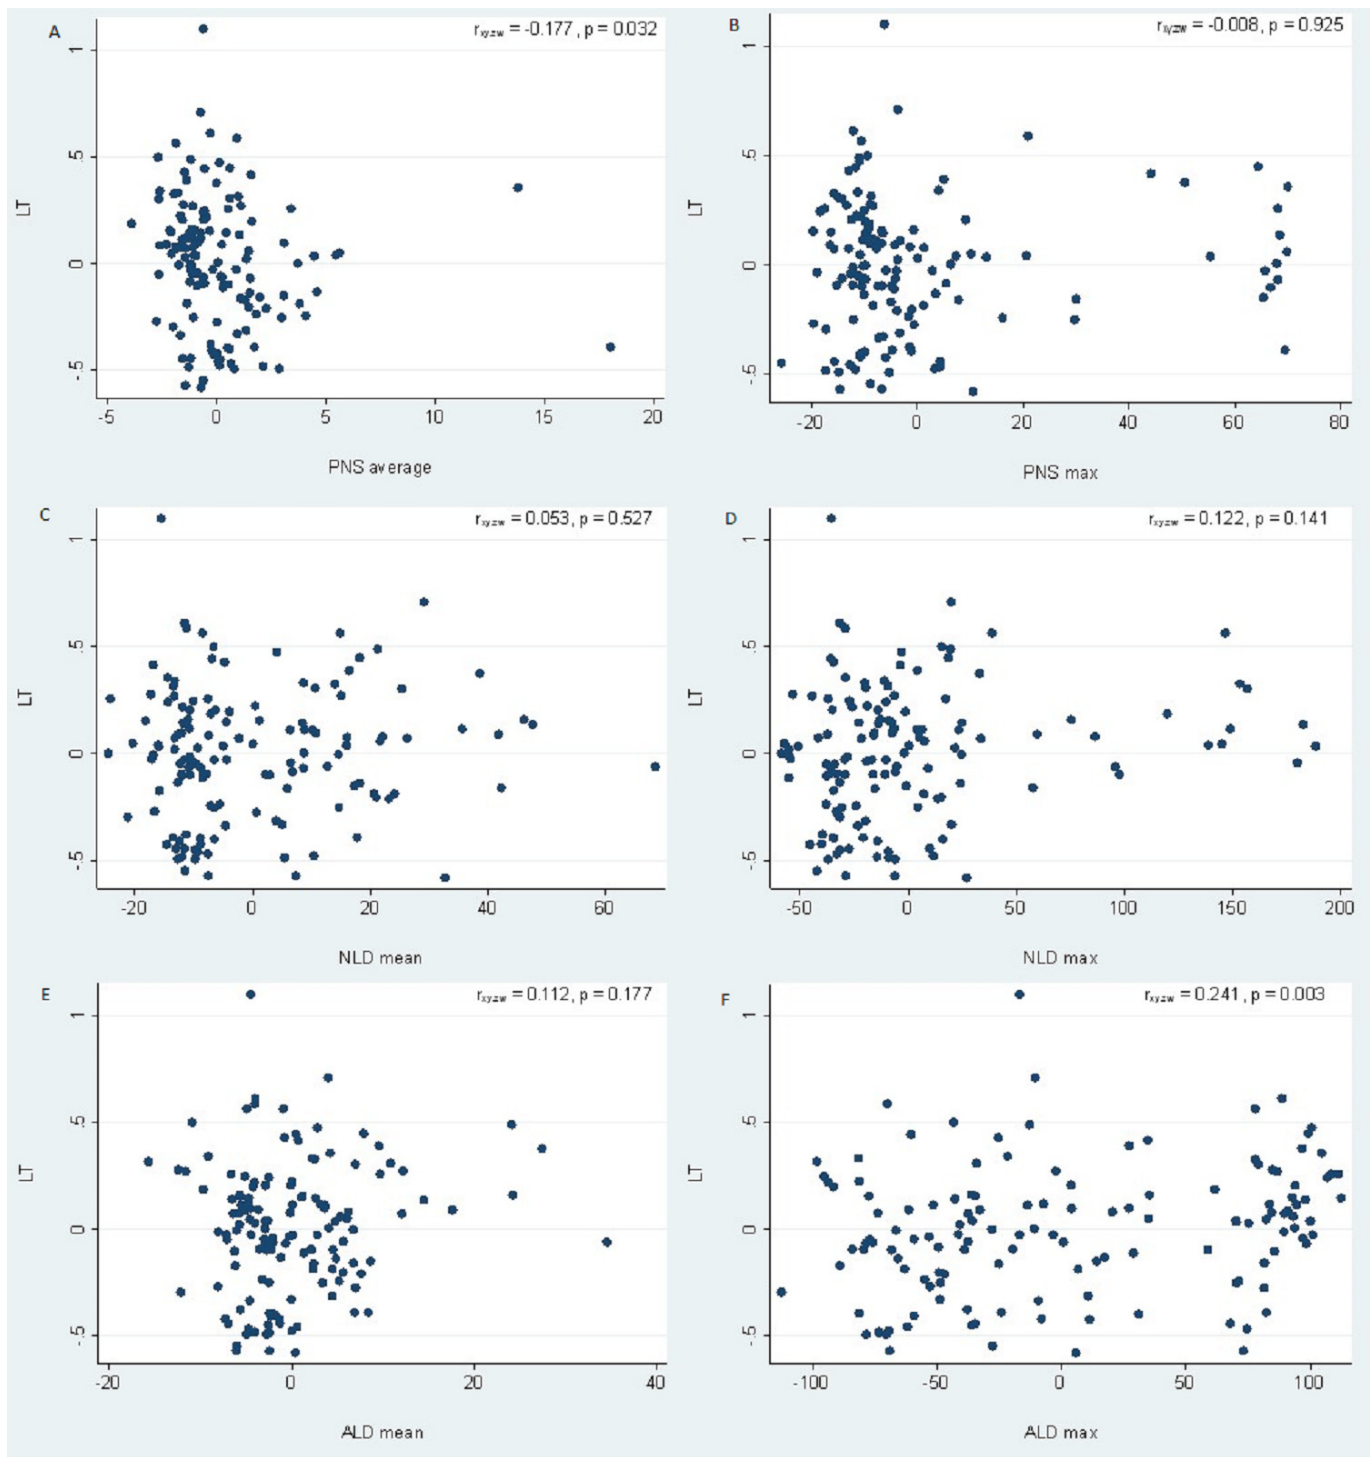 A
r_xyzw = -0.177, p = 0.032
LT
1
.5
0
-.5
-5 0 5 10 15 20
PNS average
B
r_xyzw = -0.008, p = 0.925
LT
1
.5
0
-.5
-20 0 20 40 60 80
PNS max
C
r_xyzw = 0.053, p = 0.527
LT
1
.5
0
-.5
-20 0 20 40 60
NLD mean
D
r_xyzw = 0.122, p = 0.141
LT
1
.5
0
-.5
-50 0 50 100 150 200
NLD max
E
r_xyzw = 0.112, p = 0.177
LT
1
.5
0
-.5
-20 0 20 40
ALD mean
F
r_xyzw = 0.241, p = 0.003
LT
1
.5
0
-.5
-100 -50 0 50 100
ALD max